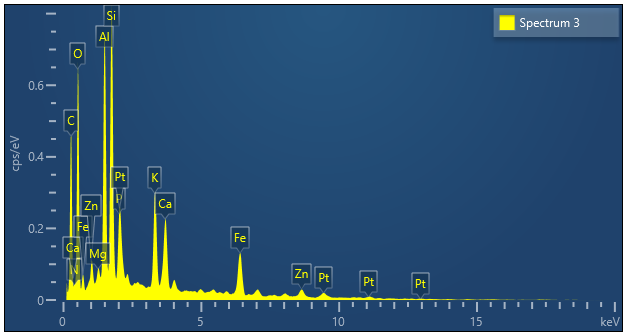 Si
Spectrum 3
Al
O
0.6
C
cps/eV
0.4
Pt
K
P
Zn
Ca
Fe
0.2
Fe
Ca
Mg
N
Zn
Pt
Pt
Pt
0
0
5
10
15
keV